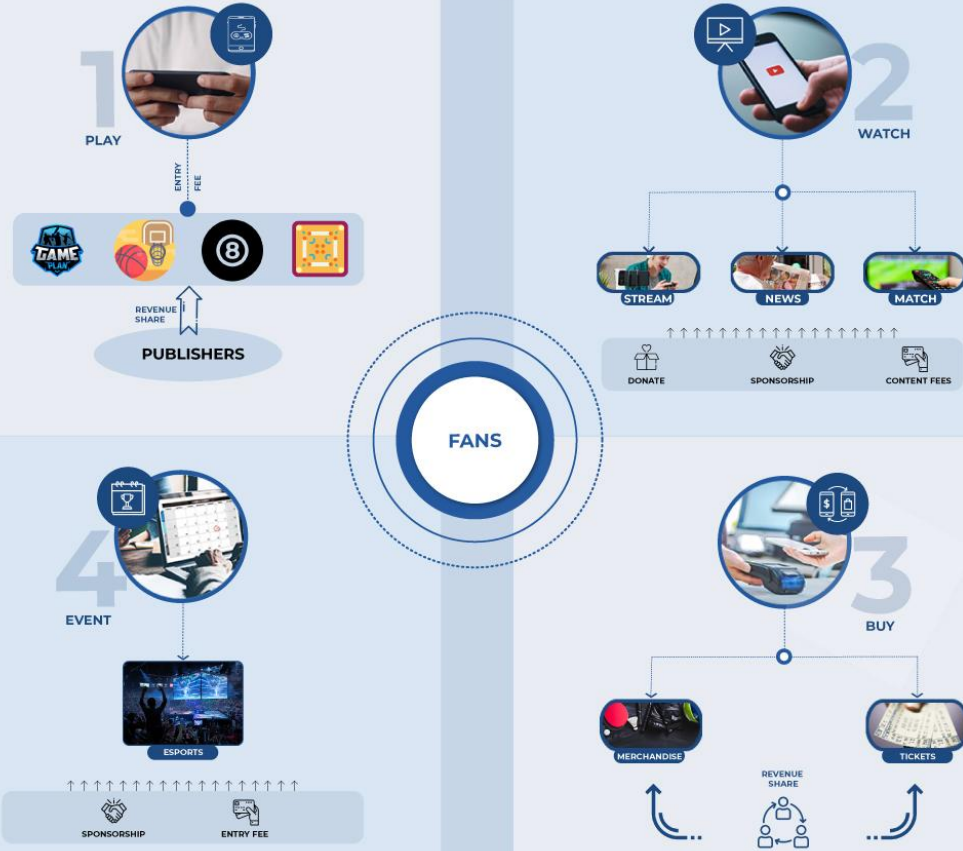 1
PLAY
ENTRY
FEE
GAME
PLAN
8
REVENUE
SHARE
PUBLISHERS
2
WATCH
STREAM
NEWS
MATCH
DONATE
SPONSORSHIP
CONTENT FEES
FANS
4
EVENT
ESPORTS
SPONSORSHIP
ENTRY FEE
$
3
BUY
MERCHANDISE
TICKETS
REVENUE
SHARE